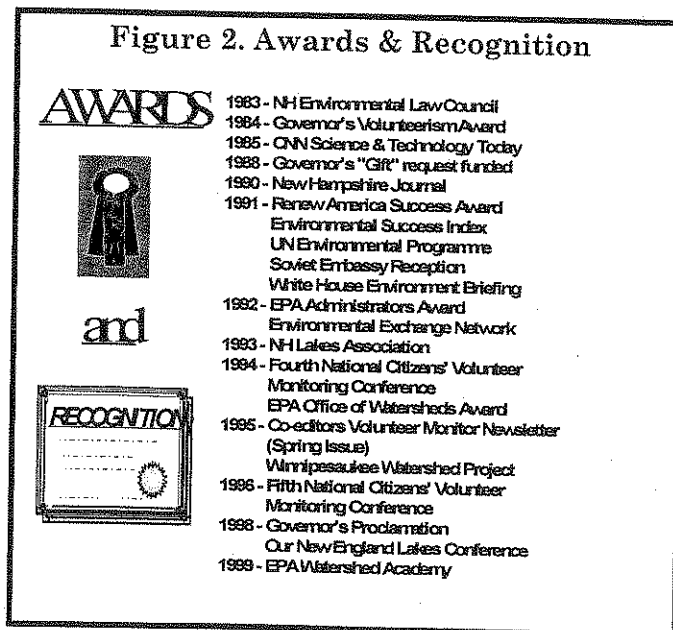 Figure 2. Awards & Recognition
AWARDS
and
RECOGNITION
1983 - NH Environmental Law Council
1984 - Governor's Volunteerism Award
1985 - CNN Science & Technology Today
1988 - Governor's "Gift" request funded
1990 - New Hampshire Journal
1991 - Renew America Success Award
Environmental Success Index
UN Environmental Programme
Soviet Embassy Reception
White House Environment Briefing
1992 - EPA Administrators Award
Environmental Exchange Network
1993 - NH Lakes Association
1994 - Fourth National Citizens' Volunteer
Monitoring Conference
EPA Office of Watersheds Award
1995 - Co-editors Volunteer Monitor Newsletter
(Spring Issue)
Winnipesaukee Watershed Project
1996 - Fifth National Citizens' Volunteer
Monitoring Conference
1998 - Governor's Proclamation
Our New England Lakes Conference
1999 - EPA Watershed Academy